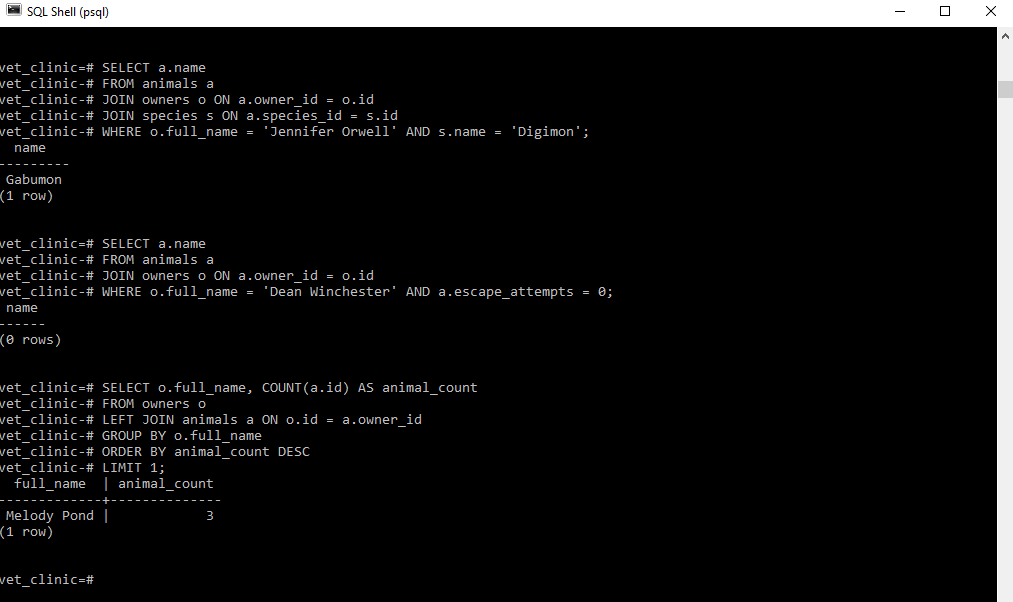 SQL Shell (psql)
vet_clinic=# SELECT a.name
vet_clinic-# FROM animals a
vet_clinic-# JOIN owners o ON a.owner_id = o.id
vet_clinic-# JOIN species s ON a.species_id = s.id
vet_clinic-# WHERE o.full_name = 'Jennifer Orwell' AND s.name = 'Digimon';
  name
---------
 Gabumon
(1 row)
vet_clinic=# SELECT a.name
vet_clinic-# FROM animals a
vet_clinic-# JOIN owners o ON a.owner_id = o.id
vet_clinic-# WHERE o.full_name = 'Dean Winchester' AND a.escape_attempts = 0;
 name
------
(0 rows)
vet_clinic=# SELECT o.full_name, COUNT(a.id) AS animal_count
vet_clinic-# FROM owners o
vet_clinic-# LEFT JOIN animals a ON o.id = a.owner_id
vet_clinic-# GROUP BY o.full_name
vet_clinic-# ORDER BY animal_count DESC
vet_clinic-# LIMIT 1;
  full_name  | animal_count
-------------+--------------
 Melody Pond |            3
(1 row)
vet_clinic=#